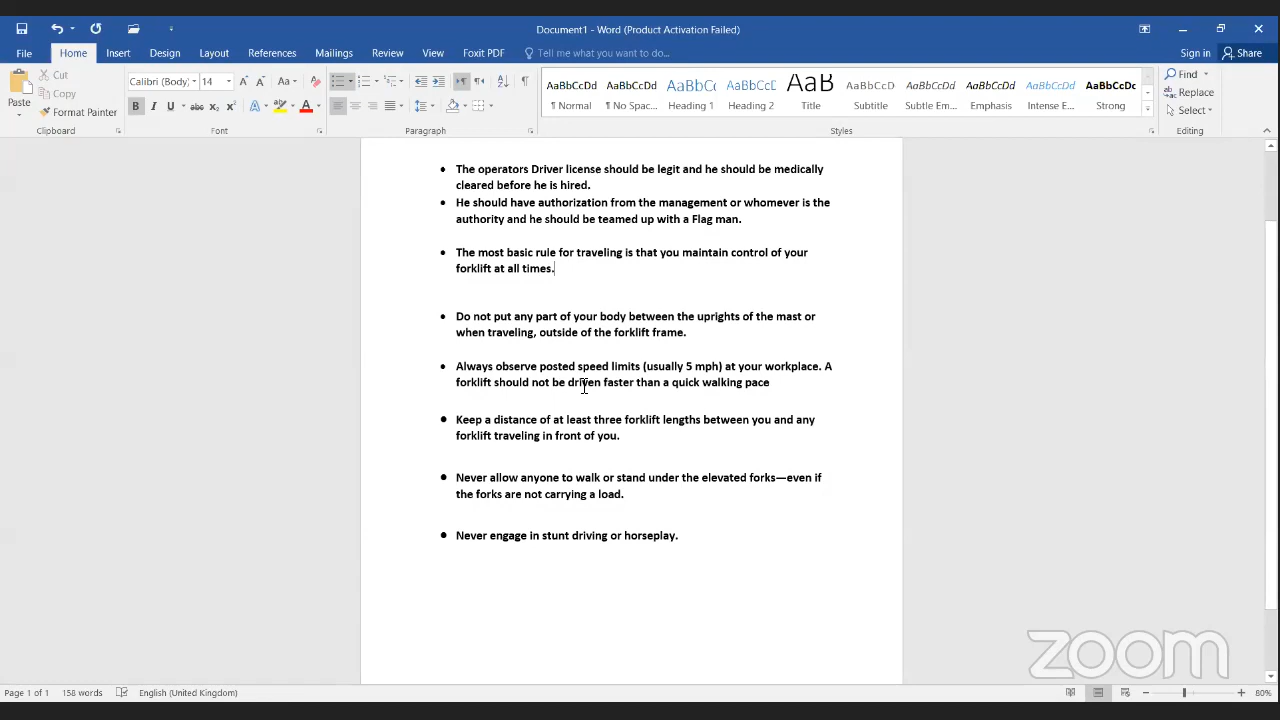 Document1 - Word (Product Activation Failed)
File Home Insert Design Layout References Mailings Review View Foxit PDF Tell me what you want to do... Sign in Share
Paste Cut Copy Format Painter Clipboard
Calibri (Body) 14 Font
Paragraph
AaBbCcDd AaBbCcDd AaBbC( AaBbCcE AaB AaBbCcD AaBbCcDd AaBbCcDd AaBbCcDd AaBbCcDc
¶ Normal ¶ No Spac... Heading 1 Heading 2 Title Subtitle Subtle Em... Emphasis Intense E... Strong
Styles
Find Replace Select Editing
• The operators Driver license should be legit and he should be medically
cleared before he is hired.
• He should have authorization from the management or whomever is the
authority and he should be teamed up with a Flag man.
• The most basic rule for traveling is that you maintain control of your
forklift at all times.
• Do not put any part of your body between the uprights of the mast or
when traveling, outside of the forklift frame.
• Always observe posted speed limits (usually 5 mph) at your workplace. A
forklift should not be driven faster than a quick walking pace
• Keep a distance of at least three forklift lengths between you and any
forklift traveling in front of you.
• Never allow anyone to walk or stand under the elevated forks—even if
the forks are not carrying a load.
• Never engage in stunt driving or horseplay.
zoom
Page 1 of 1 158 words English (United Kingdom) 80%